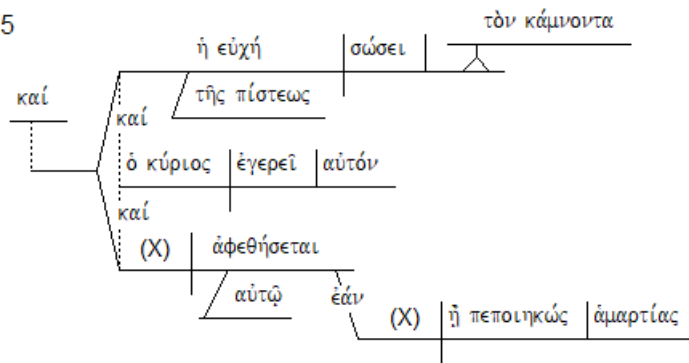 5
τὸν κάμνοντα
ἡ εὐχή σώσει
τῆς πίστεως
καί
καί
ὁ κύριος ἐγερεῖ αὐτόν
καί
(X) ἀφεθήσεται
αὐτῷ ἐάν
(X) ᾖ πεποιηκώς ἁμαρτίας